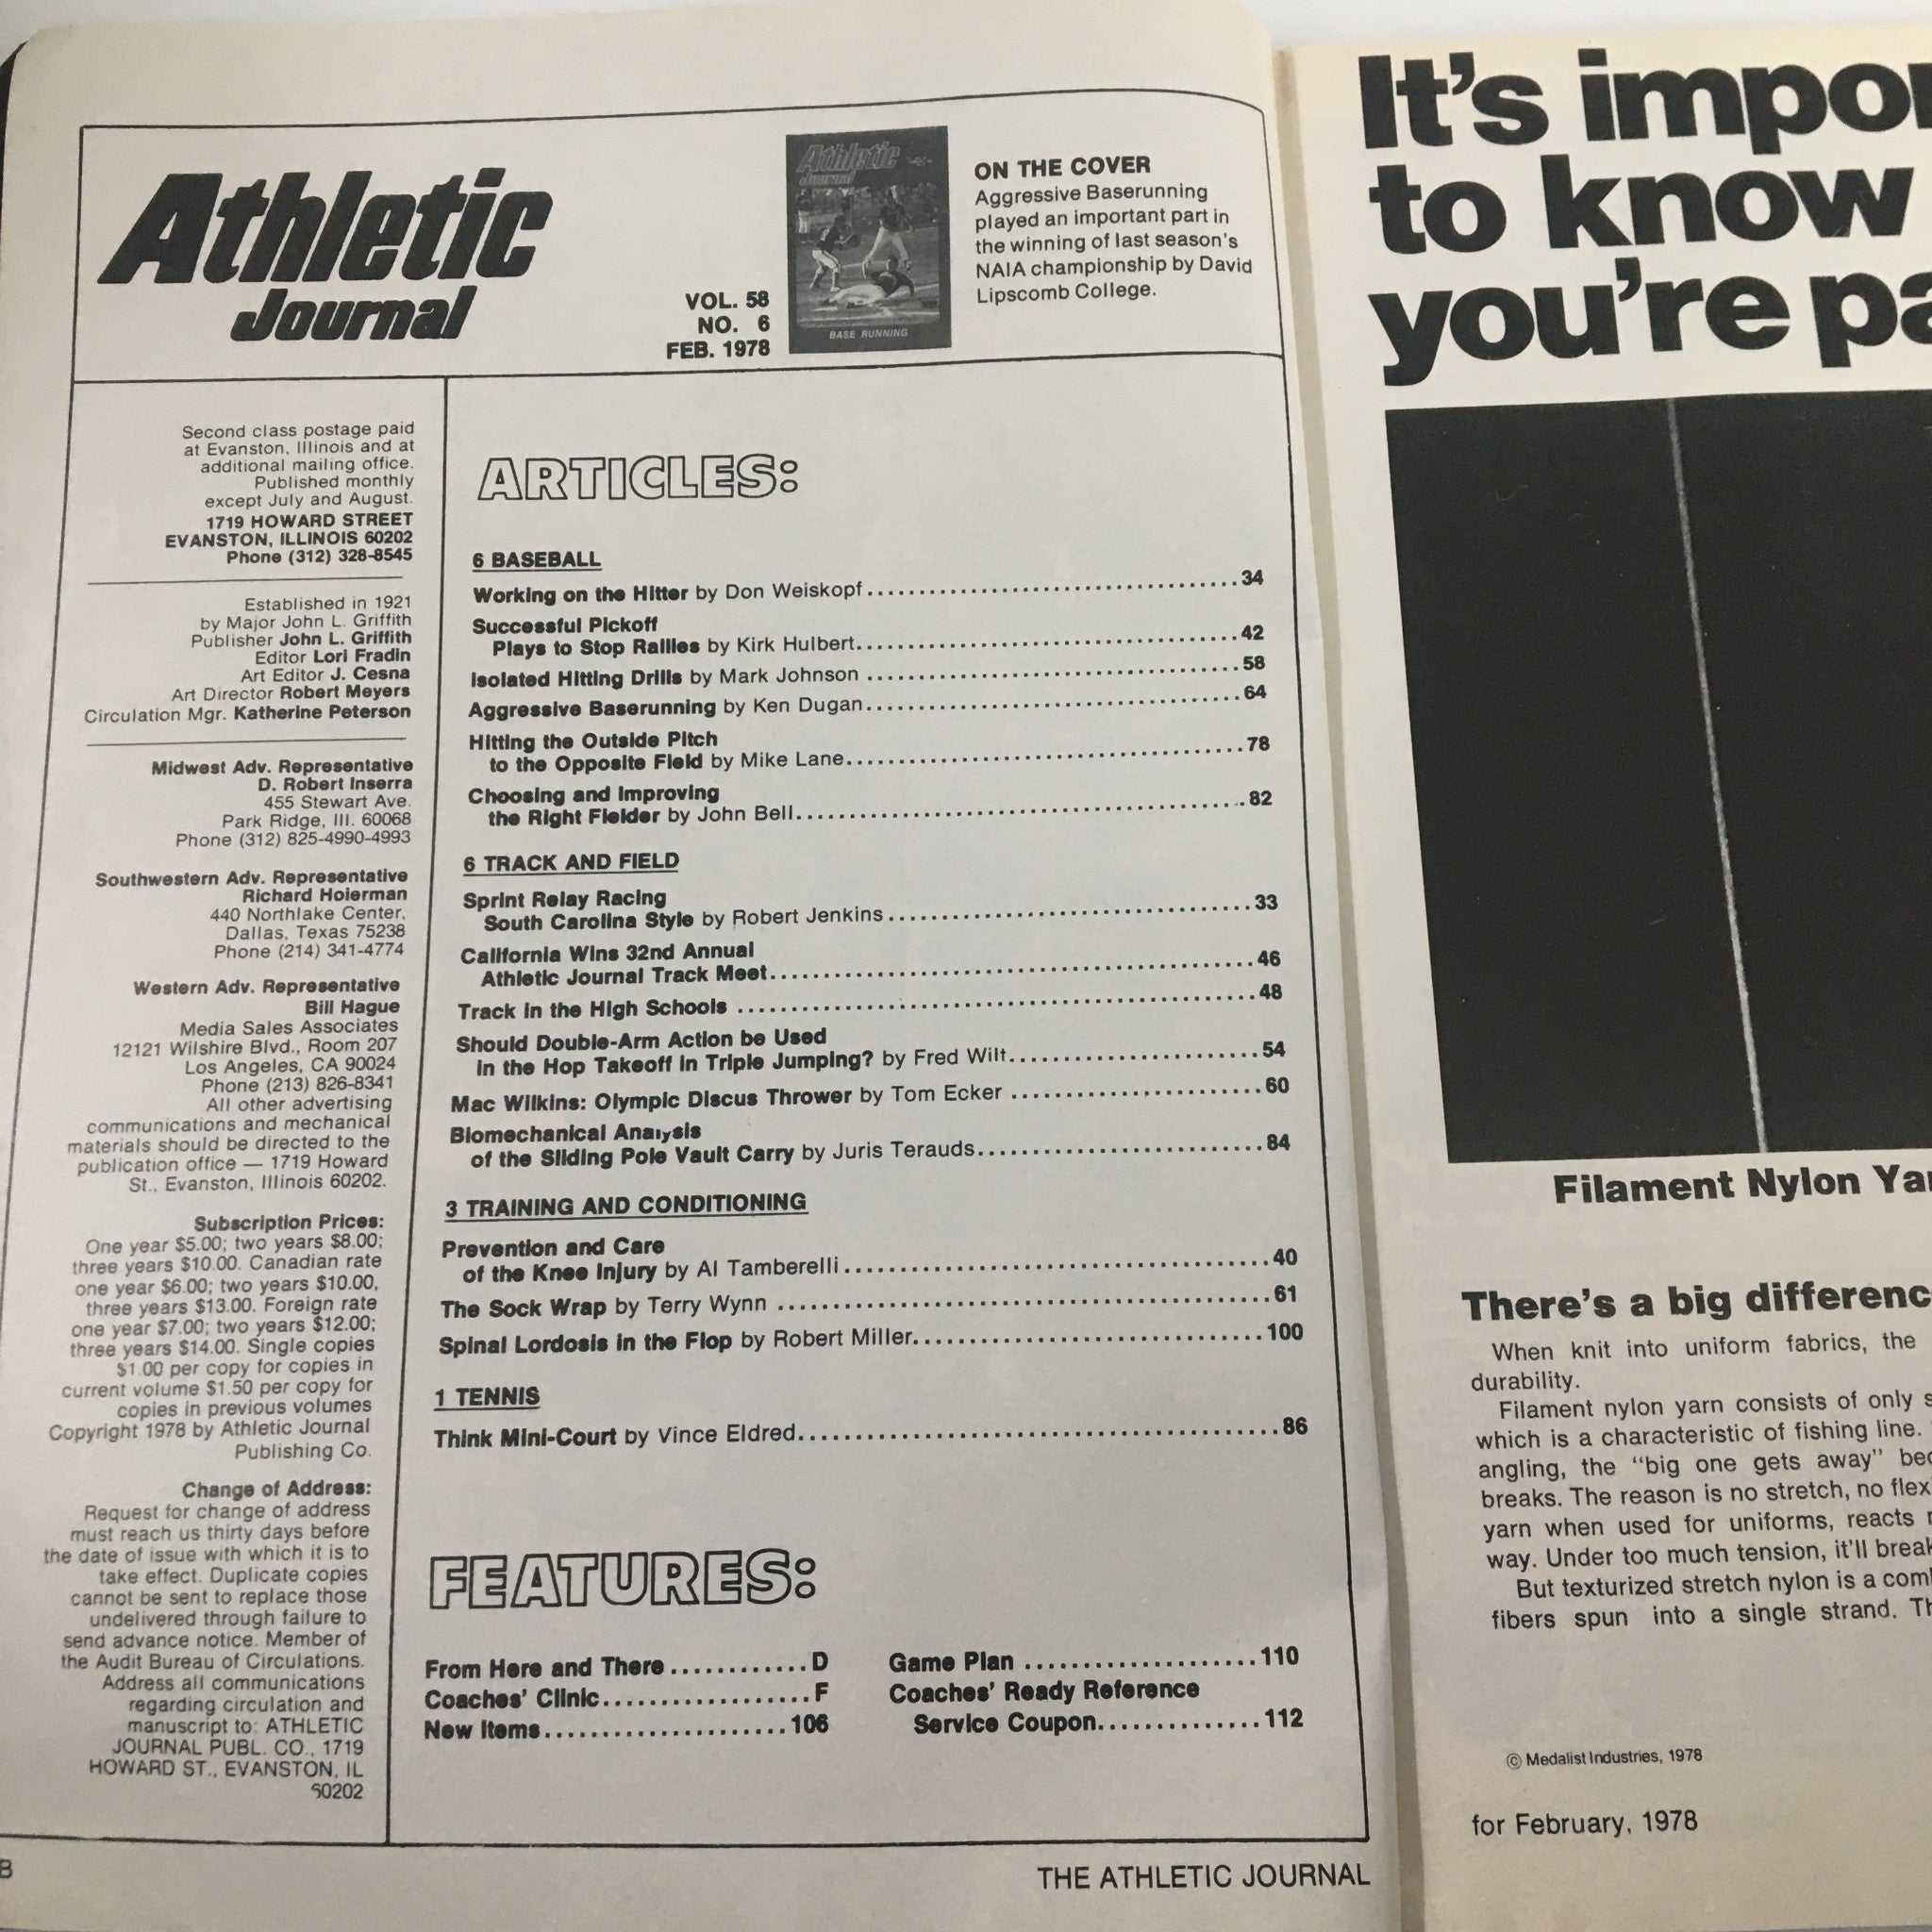 Athletic
Journal
VOL. 58
NO. 6
FEB. 1978
Athletic
Journal
BASE RUNNING
ON THE COVER
Aggressive Baserunning
played an important part in
the winning of last season's
NAIA championship by David
Lipscomb College.
Second class postage paid
at Evanston, Illinois and at
additional mailing office.
Published monthly
except July and August.
1719 HOWARD STREET
EVANSTON, ILLINOIS 60202
Phone (312) 328-8545
Established in 1921
by Major John L. Griffith
Publisher John L. Griffith
Editor Lori Fradin
Art Editor J. Cesna
Art Director Robert Meyers
Circulation Mgr. Katherine Peterson
Midwest Adv. Representative
D. Robert Inserra
455 Stewart Ave.
Park Ridge, Ill. 60068
Phone (312) 825-4990-4993
Southwestern Adv. Representative
Richard Hoierman
440 Northlake Center,
Dallas, Texas 75238
Phone (214) 341-4774
Western Adv. Representative
Bill Hague
Media Sales Associates
12121 Wilshire Blvd., Room 207
Los Angeles, CA 90024
Phone (213) 826-8341
All other advertising
communications and mechanical
materials should be directed to the
publication office — 1719 Howard
St., Evanston, Illinois 60202.
Subscription Prices:
One year $5.00; two years $8.00;
three years $10.00. Canadian rate
one year $6.00; two years $10.00,
three years $13.00. Foreign rate
one year $7.00; two years $12.00;
three years $14.00. Single copies
$1.00 per copy for copies in
current volume $1.50 per copy for
copies in previous volumes
Copyright 1978 by Athletic Journal
Publishing Co.
Change of Address:
Request for change of address
must reach us thirty days before
the date of issue with which it is to
take effect. Duplicate copies
cannot be sent to replace those
undelivered through failure to
send advance notice. Member of
the Audit Bureau of Circulations.
Address all communications
regarding circulation and
manuscript to: ATHLETIC
JOURNAL PUBL. CO., 1719
HOWARD ST., EVANSTON, IL
60202
ARTICLES:
6 BASEBALL
Working on the Hitter by Don Weiskopf 34
Successful Pickoff
Plays to Stop Rallies by Kirk Hulbert 42
Isolated Hitting Drills by Mark Johnson 58
Aggressive Baserunning by Ken Dugan 64
Hitting the Outside Pitch
to the Opposite Field by Mike Lane 78
Choosing and Improving
the Right Fielder by John Bell 82
6 TRACK AND FIELD
Sprint Relay Racing
South Carolina Style by Robert Jenkins 33
California Wins 32nd Annual
Athletic Journal Track Meet 46
Track in the High Schools 48
Should Double-Arm Action be Used
in the Hop Takeoff in Triple Jumping? by Fred Wilt 54
Mac Wilkins: Olympic Discus Thrower by Tom Ecker 60
Biomechanical Analysis
of the Sliding Pole Vault Carry by Juris Terauds 84
3 TRAINING AND CONDITIONING
Prevention and Care
of the Knee Injury by Al Tamberelli 40
The Sock Wrap by Terry Wynn 61
Spinal Lordosis in the Flop by Robert Miller 100
1 TENNIS
Think Mini-Court by Vince Eldred 86
FEATURES:
From Here and There D
Coaches' Clinic F
New Items 106
Game Plan 110
Coaches' Ready Reference
Service Coupon 112
B
THE ATHLETIC JOURNAL
It's impor
to know
you're pa
Filament Nylon Yar
There's a big differenc
When knit into uniform fabrics, the
durability.
Filament nylon yarn consists of only s
which is a characteristic of fishing line.
angling, the "big one gets away" bec
breaks. The reason is no stretch, no flex
yarn when used for uniforms, reacts
way. Under too much tension, it'll break
But texturized stretch nylon is a com
fibers spun into a single strand. Th
© Medalist Industries, 1978
for February, 1978